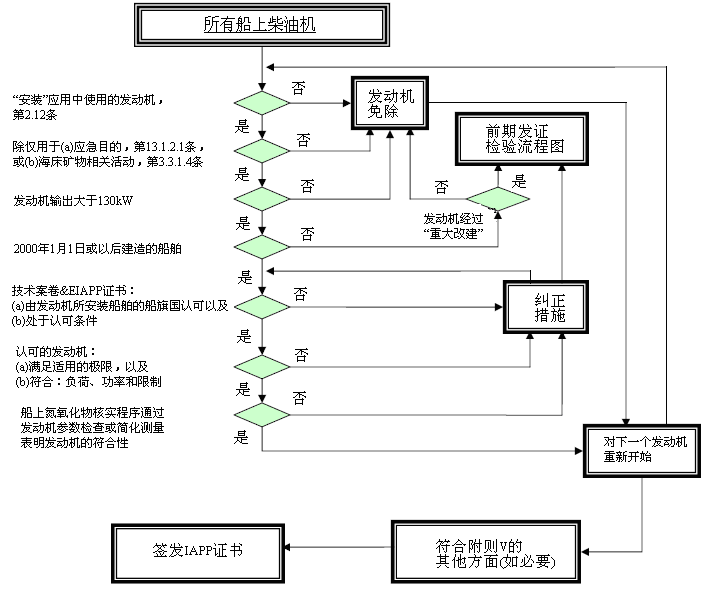 所有船上柴油机
“安装”应用中使用的发动机，
第2.12条
否
发动机
免除
是
除仅用于(a)应急目的，第13.1.2.1条，
或(b)海床矿物相关活动，第3.3.1.4条
否
前期发证
检验流程图
是
发动机输出大于130kW
否
否
是
发动机经过
“重大改建”
是
2000年1月1日或以后建造的船舶
否
是
技术案卷&EIAPP证书：
(a)由发动机所安装船舶的船旗国认可以及
(b)处于认可条件
否
纠正
措施
是
认可的发动机：
(a)满足适用的极限，以及
(b)符合：负荷、功率和限制
否
是
船上氮氧化物核实程序通过
发动机参数检查或简化测量
表明发动机的符合性
否
是
对下一个发动机
重新开始
签发IAPP证书
符合附则V的
其他方面(如必要)